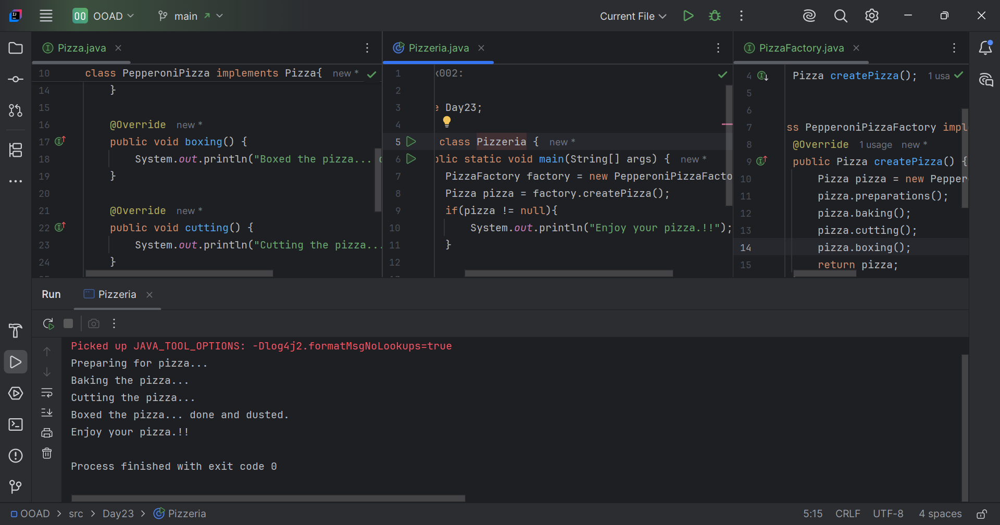 OO OOAD main Current File
Pizza.java
10 class PepperoniPizza implements Pizza{ new *
14 }
15
16 @Override new *
17 public void boxing() {
18 System.out.println("Boxed the pizza...
19 }
20
21 @Override new *
22 public void cutting() {
23 System.out.println("Cutting the pizza...
24 }
Pizzeria.java
1 x002:
2
3 e Day23;
4
5 class Pizzeria { new *
6 blic static void main(String[] args) { new *
7 PizzaFactory factory = new PepperoniPizzaFacto
8 Pizza pizza = factory.createPizza();
9 if(pizza != null){
10 System.out.println("Enjoy your pizza.!!");
11 }
12
PizzaFactory.java
4 Pizza createPizza(); 1 usa
5
6
7 ss PepperoniPizzaFactory impl
8 @Override 1 usage new *
9 public Pizza createPizza() {
10 Pizza pizza = new Pepper
11 pizza.preparations();
12 pizza.baking();
13 pizza.cutting();
14 pizza.boxing();
15 return pizza;
Run Pizzeria
Picked up JAVA_TOOL_OPTIONS: -Dlog4j2.formatMsgNoLookups=true
Preparing for pizza...
Baking the pizza...
Cutting the pizza...
Boxed the pizza... done and dusted.
Enjoy your pizza.!!
Process finished with exit code 0
OOAD > src > Day23 > Pizzeria 5:15 CRLF UTF-8 4 spaces